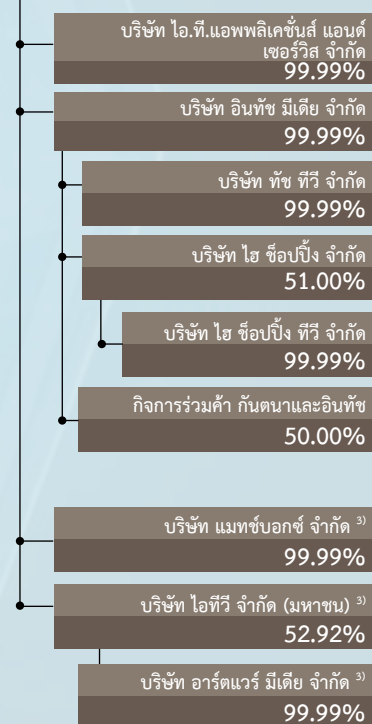 บริษัท ไอ.ที.แอพพลิเคชั่นส์ แอนด์
เซอร์วิส จำกัด
99.99%
บริษัท อินทัช มีเดีย จำกัด
99.99%
บริษัท ทัช ทีวี จำกัด
99.99%
บริษัท ไฮ ช็อปปิ้ง จำกัด
51.00%
บริษัท ไฮ ช็อปปิ้ง ทีวี จำกัด
99.99%
กิจการร่วมค้า กันตนาและอินทัช
50.00%
บริษัท แมทช์บอกซ์ จำกัด 3)
99.99%
บริษัท ไอทีวี จำกัด (มหาชน) 3)
52.92%
บริษัท อาร์ตแวร์ มีเดีย จำกัด 3)
99.99%